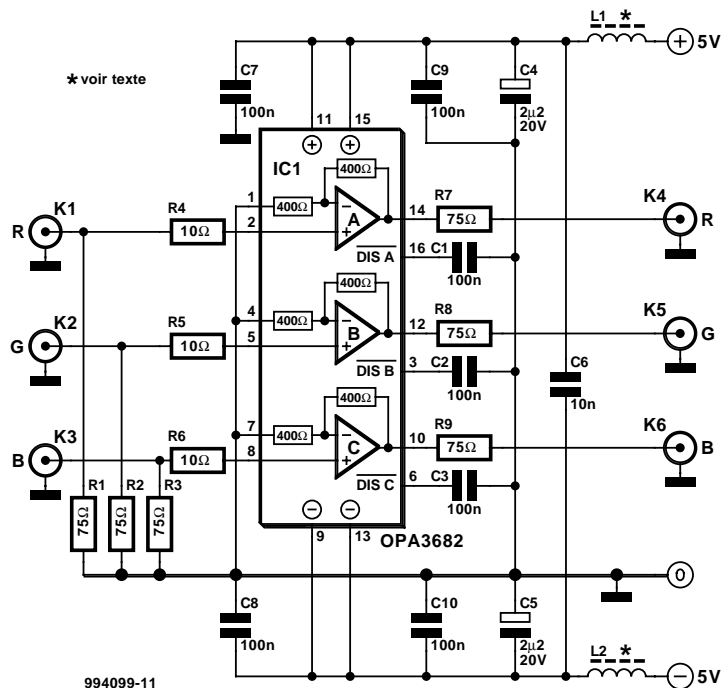 L1 *
+ 5V
* voir texte
C7
100n
C9
100n
C4
2µ2
20V
11
15
IC1
400Ω
1
400Ω
K1
R
R4
10Ω
2
A
14
R7
75Ω
K4
R
DIS A
16
C1
100n
400Ω
4
400Ω
K2
G
R5
10Ω
5
B
12
R8
75Ω
K5
G
DIS B
3
C2
100n
C6
10n
400Ω
7
400Ω
K3
B
R6
10Ω
8
C
10
R9
75Ω
K6
B
DIS C
6
C3
100n
R1
75Ω
R2
75Ω
R3
75Ω
9
13
OPA3682
0
C8
100n
C10
100n
C5
2µ2
20V
L2 *
− 5V
994099-11